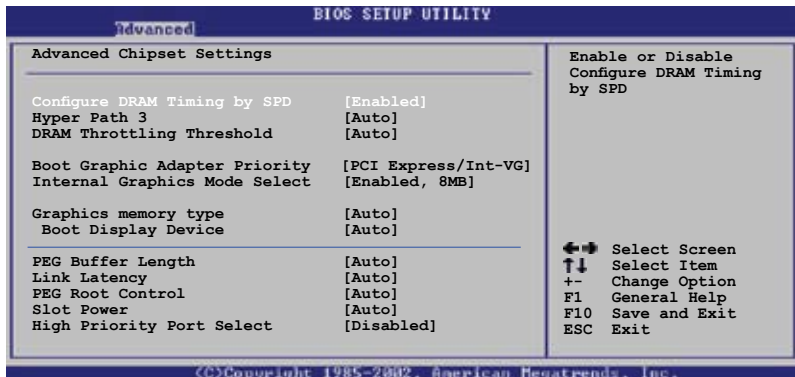 BIOS SETUP UTILITY
Advanced
Advanced Chipset Settings
Configure DRAM Timing by SPD [Enabled]
Hyper Path 3 [Auto]
DRAM Throttling Threshold [Auto]
Boot Graphic Adapter Priority [PCI Express/Int-VG]
Internal Graphics Mode Select [Enabled, 8MB]
Graphics memory type [Auto]
Boot Display Device [Auto]
PEG Buffer Length [Auto]
Link Latency [Auto]
PEG Root Control [Auto]
Slot Power [Auto]
High Priority Port Select [Disabled]
Enable or Disable
Configure DRAM Timing
by SPD
Select Screen
↑↓ Select Item
+- Change Option
F1 General Help
F10 Save and Exit
ESC Exit
(C)Copyright 1985-2002, American Megatrends, Inc.